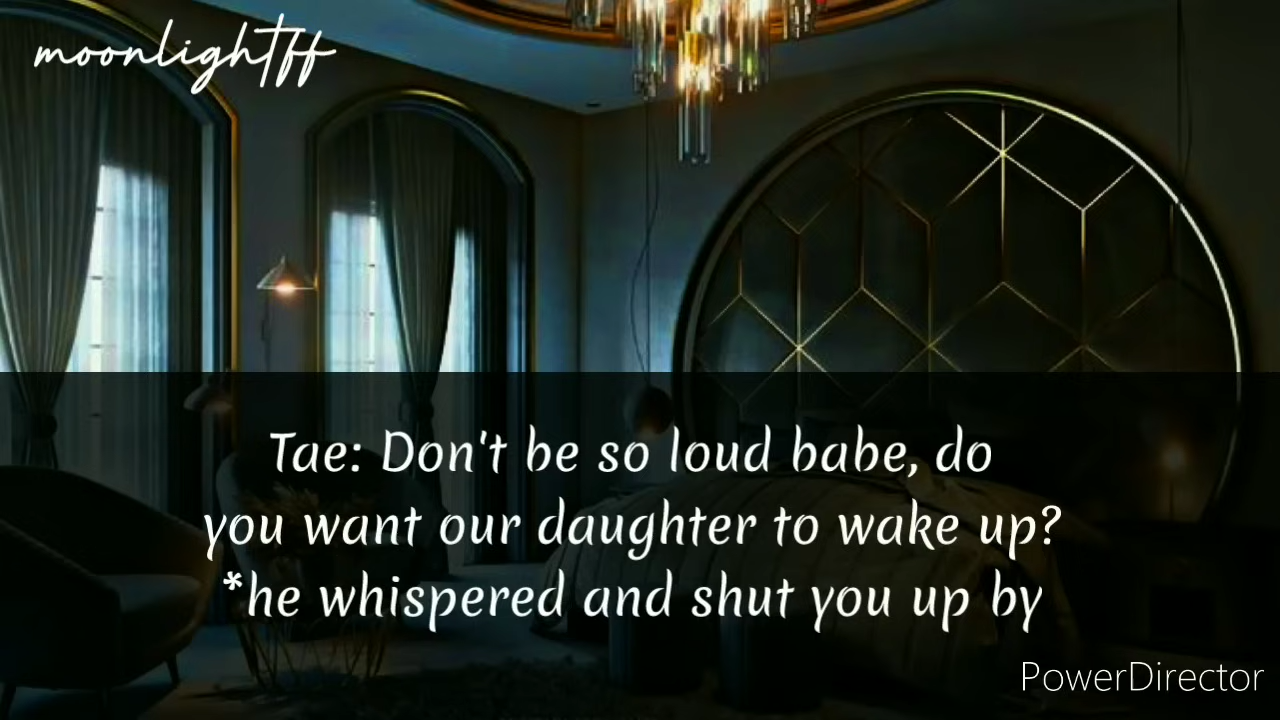 moonlightff
Tae: Don't be so loud babe, do
you want our daughter to wake up?
*he whispered and shut you up by
PowerDirector